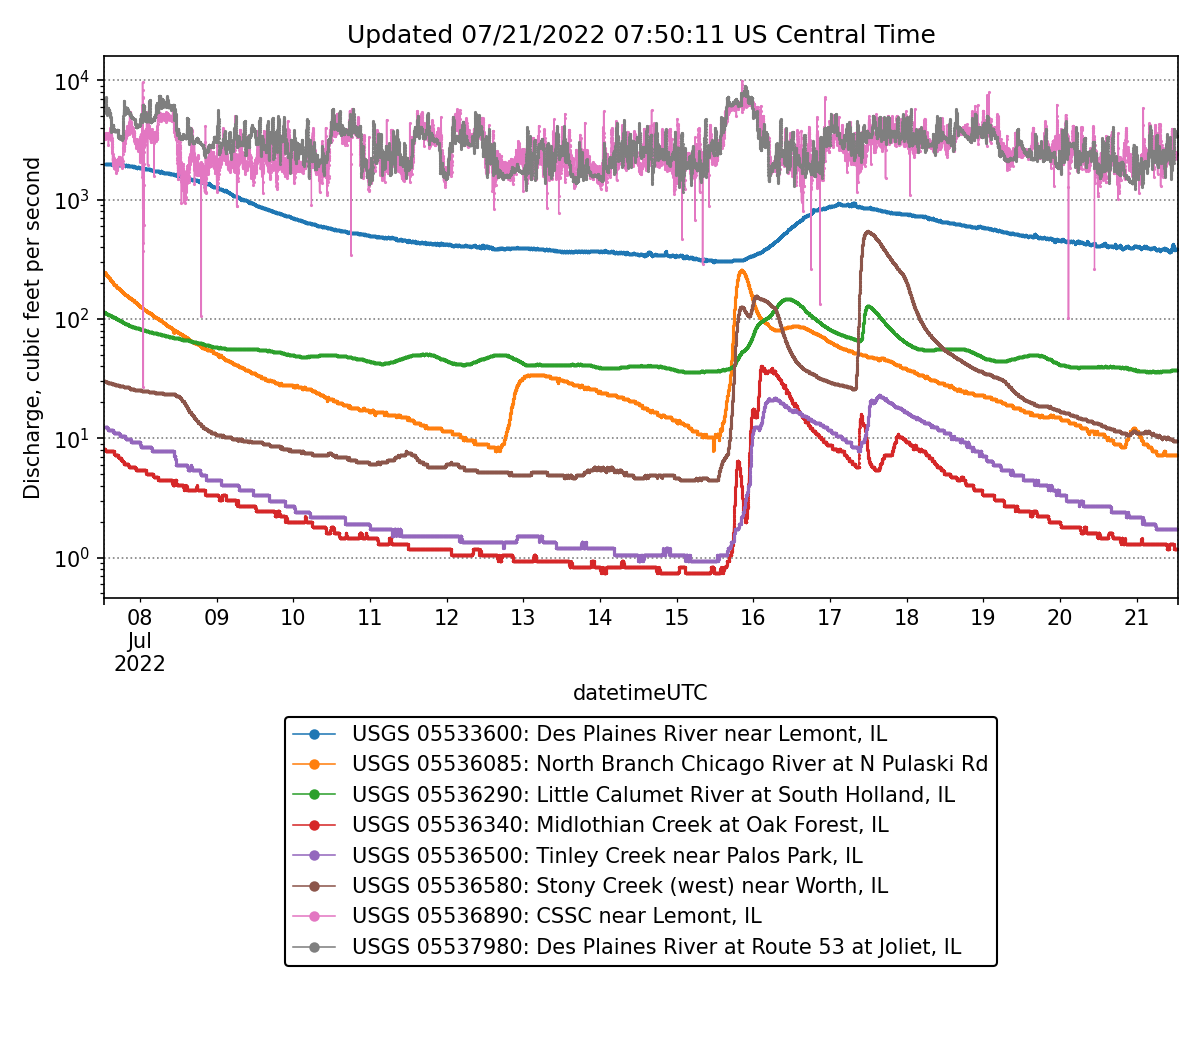 Updated 07/21/2022 07:50:11 US Central Time
Discharge, cubic feet per second
10^4
10^3
10^2
10^1
10^0
08 09 10 11 12 13 14 15 16 17 18 19 20 21
Jul
2022
datetimeUTC
USGS 05533600: Des Plaines River near Lemont, IL
USGS 05536085: North Branch Chicago River at N Pulaski Rd
USGS 05536290: Little Calumet River at South Holland, IL
USGS 05536340: Midlothian Creek at Oak Forest, IL
USGS 05536500: Tinley Creek near Palos Park, IL
USGS 05536580: Stony Creek (west) near Worth, IL
USGS 05536890: CSSC near Lemont, IL
USGS 05537980: Des Plaines River at Route 53 at Joliet, IL